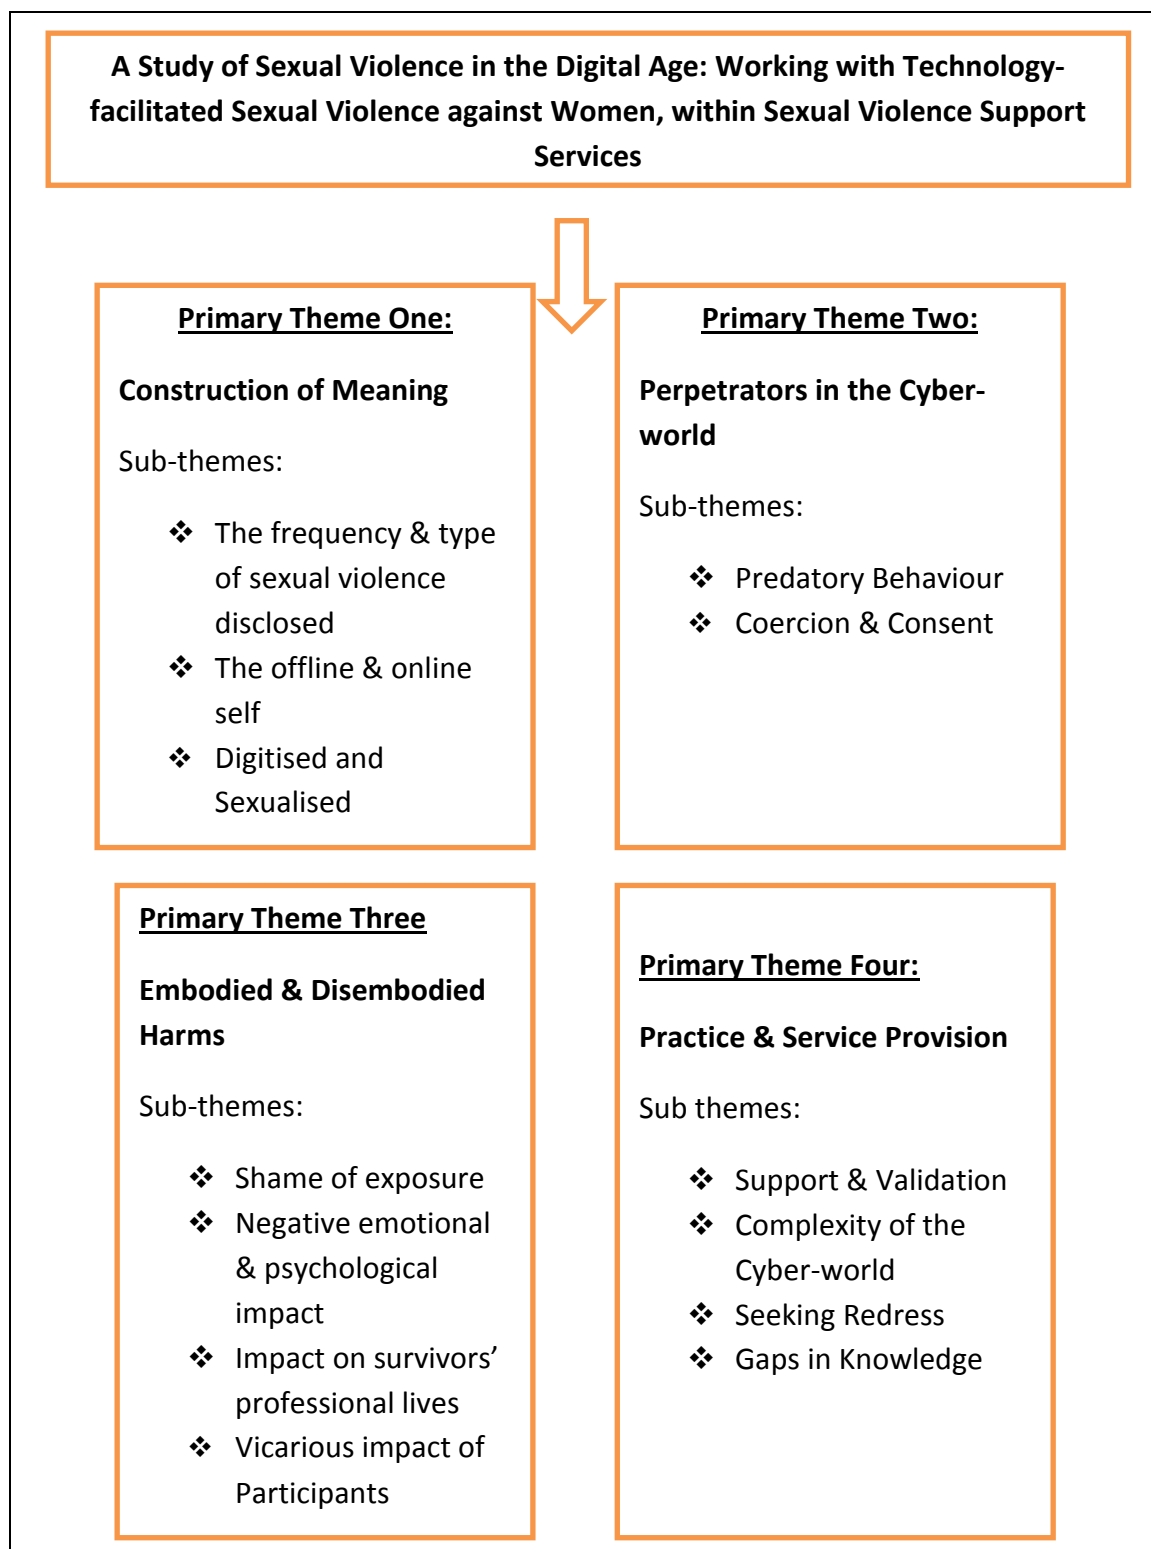 A Study of Sexual Violence in the Digital Age: Working with Technology-
facilitated Sexual Violence against Women, within Sexual Violence Support
Services
Primary Theme One:
Construction of Meaning
Sub-themes:
❖ The frequency & type
of sexual violence
disclosed
❖ The offline & online
self
❖ Digitised and
Sexualised
Primary Theme Two:
Perpetrators in the Cyber-
world
Sub-themes:
❖ Predatory Behaviour
❖ Coercion & Consent
Primary Theme Three
Embodied & Disembodied
Harms
Sub-themes:
❖ Shame of exposure
❖ Negative emotional
& psychological
impact
❖ Impact on survivors’
professional lives
❖ Vicarious impact of
Participants
Primary Theme Four:
Practice & Service Provision
Sub themes:
❖ Support & Validation
❖ Complexity of the
Cyber-world
❖ Seeking Redress
❖ Gaps in Knowledge